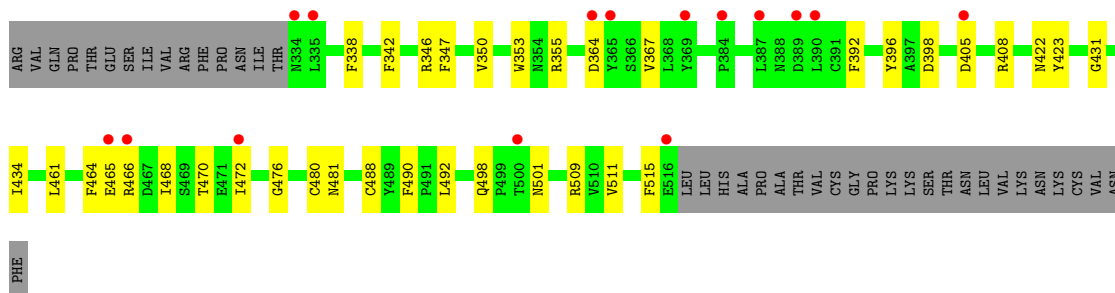 ARG VAL GLN PRO THR GLU SER ILE VAL ARG PHE PRO ASN ILE THR N334 L335 F338 F342 R346 F347 V350 W353 N354 R355 D364 Y365 S366 V367 L368 Y369 P384 L387 N388 D389 L390 C391 F392 Y396 A397 D398 D405 R408 N422 Y423 G431
I434 L461 F464 E465 R466 D467 I468 S469 T470 E471 I472 G476 C480 N481 C488 Y489 F490 P491 L492 Q498 P499 T500 N501 R509 V510 V511 F515 E516 LEU LEU HIS ALA PRO ALA THR VAL CYS GLY PRO LYS LYS SER THR ASN LEU VAL LYS ASN LYS CYS VAL ASN
PHE